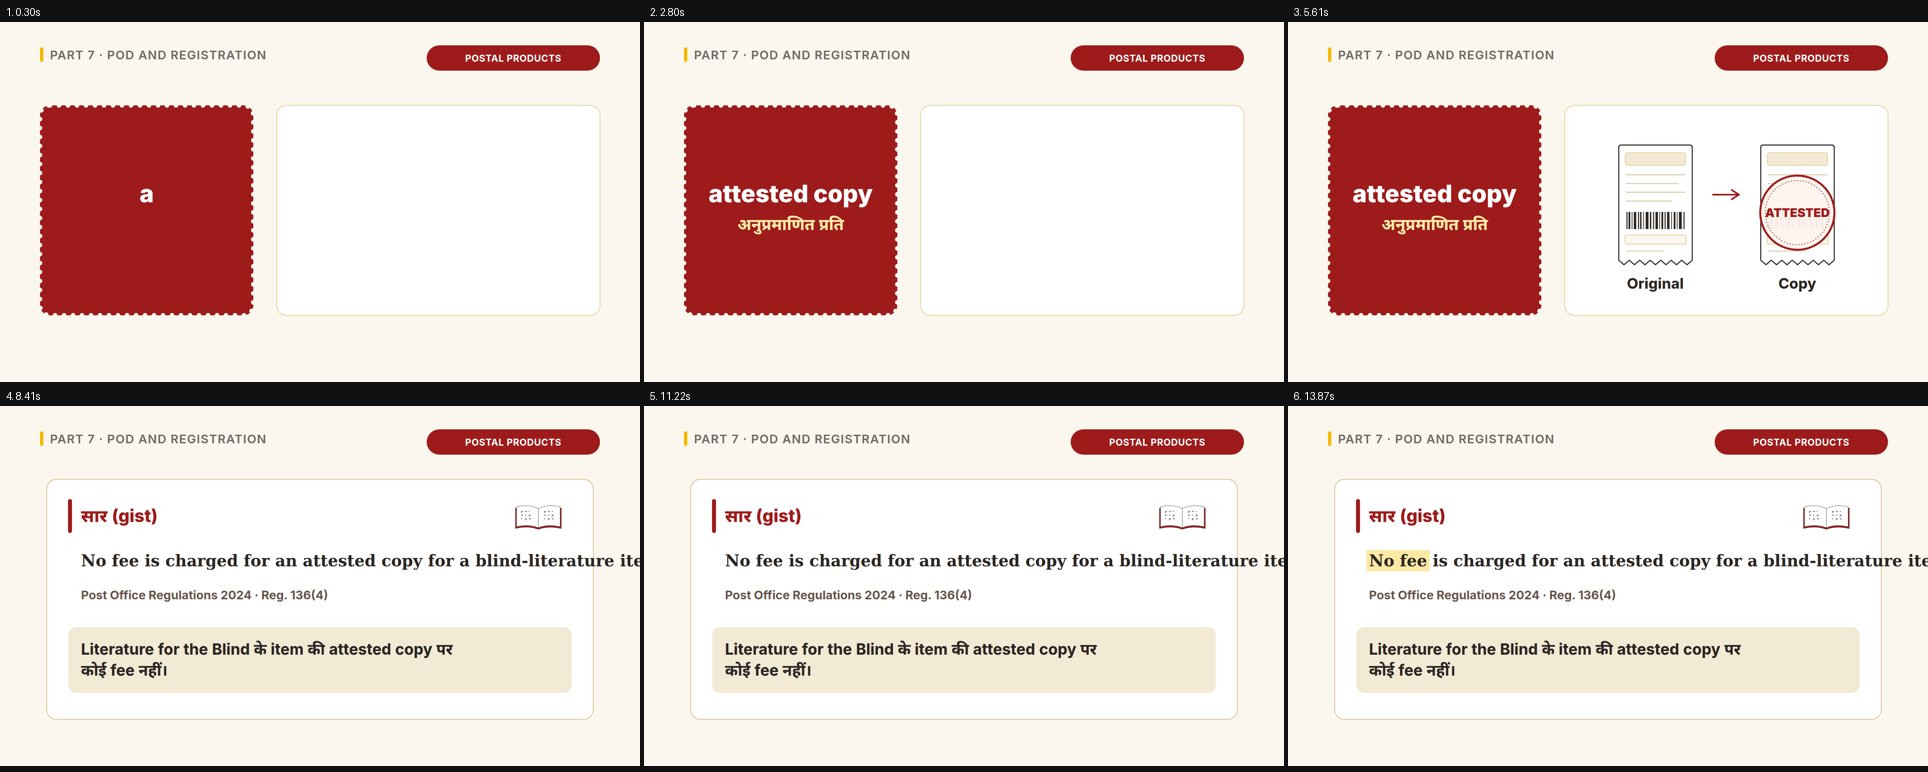 1. 0.30s
PART 7 · POD AND REGISTRATION
POSTAL PRODUCTS
a
2. 2.80s
PART 7 · POD AND REGISTRATION
POSTAL PRODUCTS
attested copy
अनुप्रमाणित प्रति
3. 5.61s
PART 7 · POD AND REGISTRATION
POSTAL PRODUCTS
attested copy
अनुप्रमाणित प्रति
ATTESTED
Original
Copy
4. 8.41s
PART 7 · POD AND REGISTRATION
POSTAL PRODUCTS
सार (gist)
No fee is charged for an attested copy for a blind-literature ite
Post Office Regulations 2024 · Reg. 136(4)
Literature for the Blind के item की attested copy पर
कोई fee नहीं।
5. 11.22s
PART 7 · POD AND REGISTRATION
POSTAL PRODUCTS
सार (gist)
No fee is charged for an attested copy for a blind-literature ite
Post Office Regulations 2024 · Reg. 136(4)
Literature for the Blind के item की attested copy पर
कोई fee नहीं।
6. 13.87s
PART 7 · POD AND REGISTRATION
POSTAL PRODUCTS
सार (gist)
No fee is charged for an attested copy for a blind-literature ite
Post Office Regulations 2024 · Reg. 136(4)
Literature for the Blind के item की attested copy पर
कोई fee नहीं।